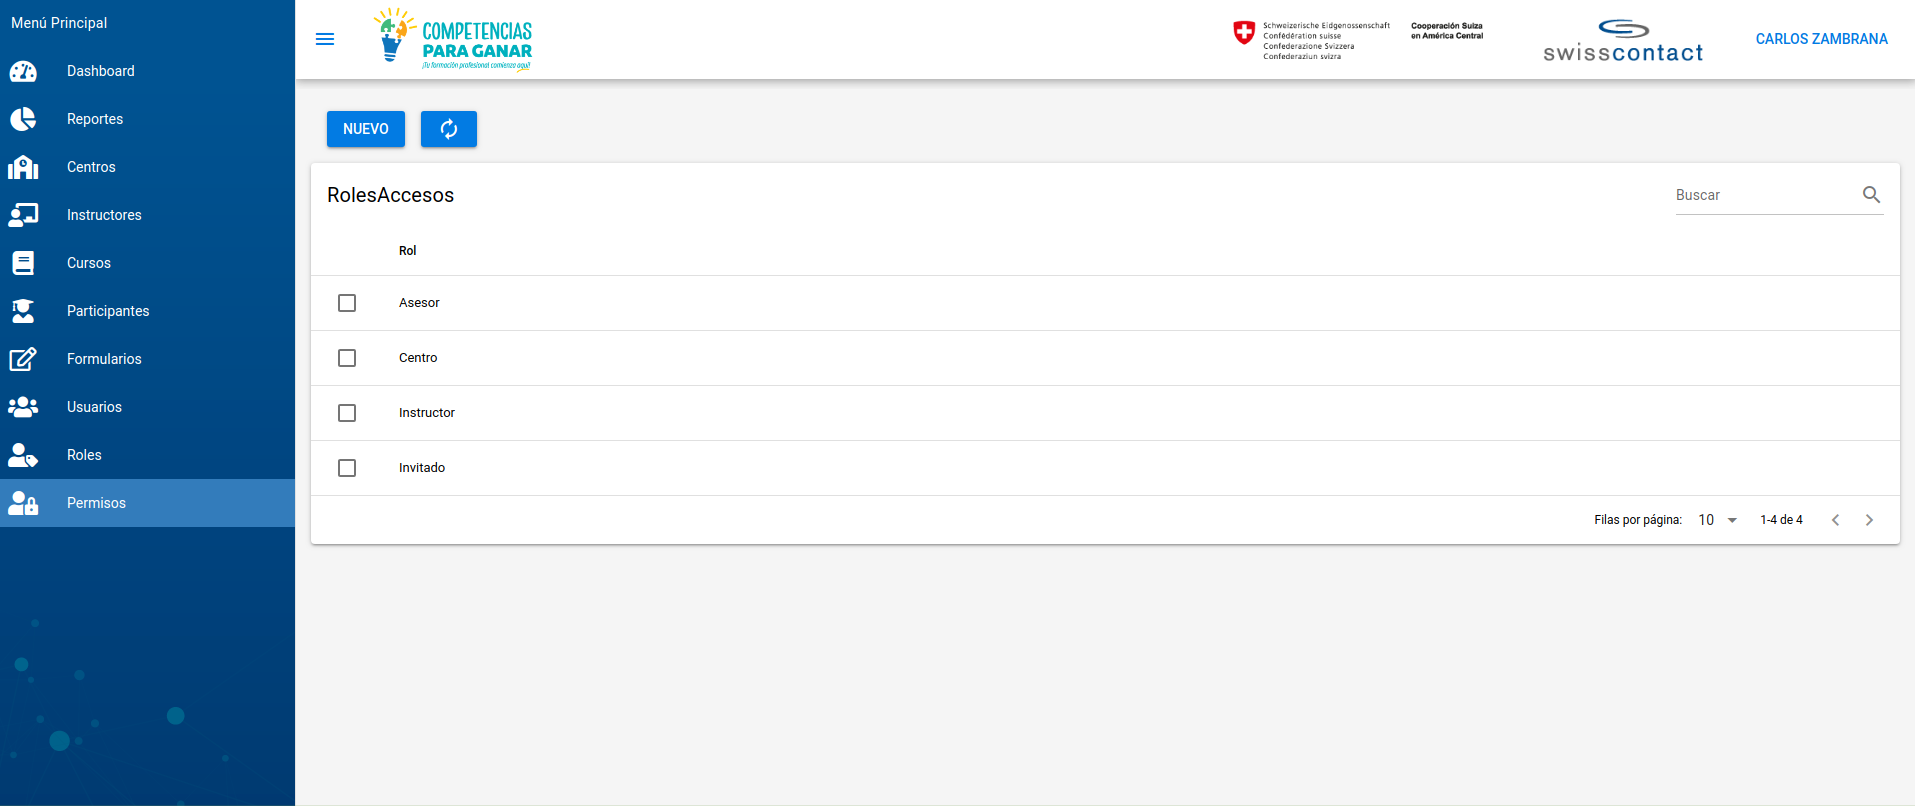 Menú Principal
Dashboard
Reportes
Centros
Instructores
Cursos
Participantes
Formularios
Usuarios
Roles
Permisos
COMPETENCIAS
PARA GANAR
¡Tu formación profesional comienza aquí!
Schweizerische Eidgenossenschaft
Confédération suisse
Confederazione Svizzera
Confederaziun svizra
Cooperación Suiza
en América Central
swisscontact
CARLOS ZAMBRANA
NUEVO
RolesAccesos
Buscar
Rol
Asesor
Centro
Instructor
Invitado
Filas por página: 10 1-4 de 4